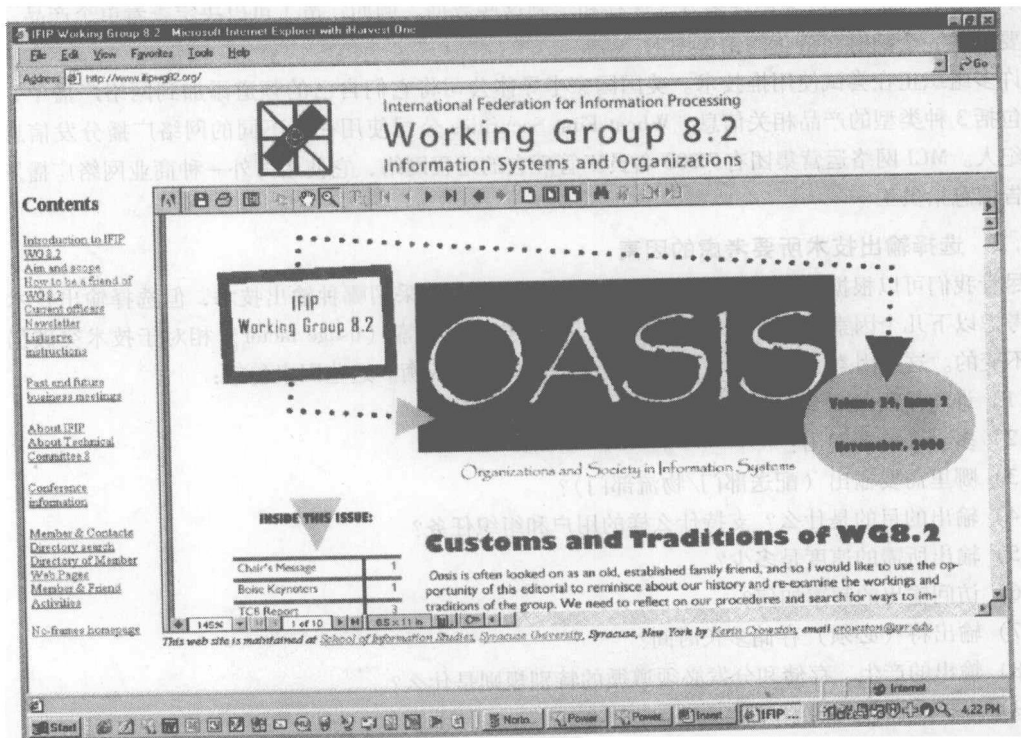 IFIP Working Group 8.2 - Microsoft Internet Explorer with iHarvest One
File Edit View Favorites Tools Help
Address http://www.ifipwg82.org/
Go
International Federation for Information Processing
Working Group 8.2
Information Systems and Organizations
Contents
Introduction to IFIP
WG8.2
Aim and scope
How to be a friend of
WG8.2
Current officers
Newsletter
Listserve
instructions
Past and future
business meetings
About IFIP
About Technical
Committee 8
Conference
information
Member & Contacts
Directory search
Directory of Member
Web Pages
Member & Friend
Activities
No-frames homepage
IFIP
Working Group 8.2
OASIS
Volume 24, Issue 2
November, 2000
Organizations and Society in Information Systems
INSIDE THIS ISSUE:
Chair's Message 1
Boise Keynoters 1
TC8 Report 3
Customs and Traditions of WG8.2
Oasis is often looked on as an old, established family friend, and so I would like to use the op-
portunity of this editorial to reminisce about our history and re-examine the workings and
traditions of the group. We need to reflect on our procedures and search for ways to im-
145% 1 of 10 8.5 x 11 in
This web site is maintained at School of Information Studies, Syracuse University, Syracuse, New York by Kevin Crowston, email crowston@syr.edu.
Internet
Start Norto... Power... Power... Insert... IFIP ... 4:22 PM